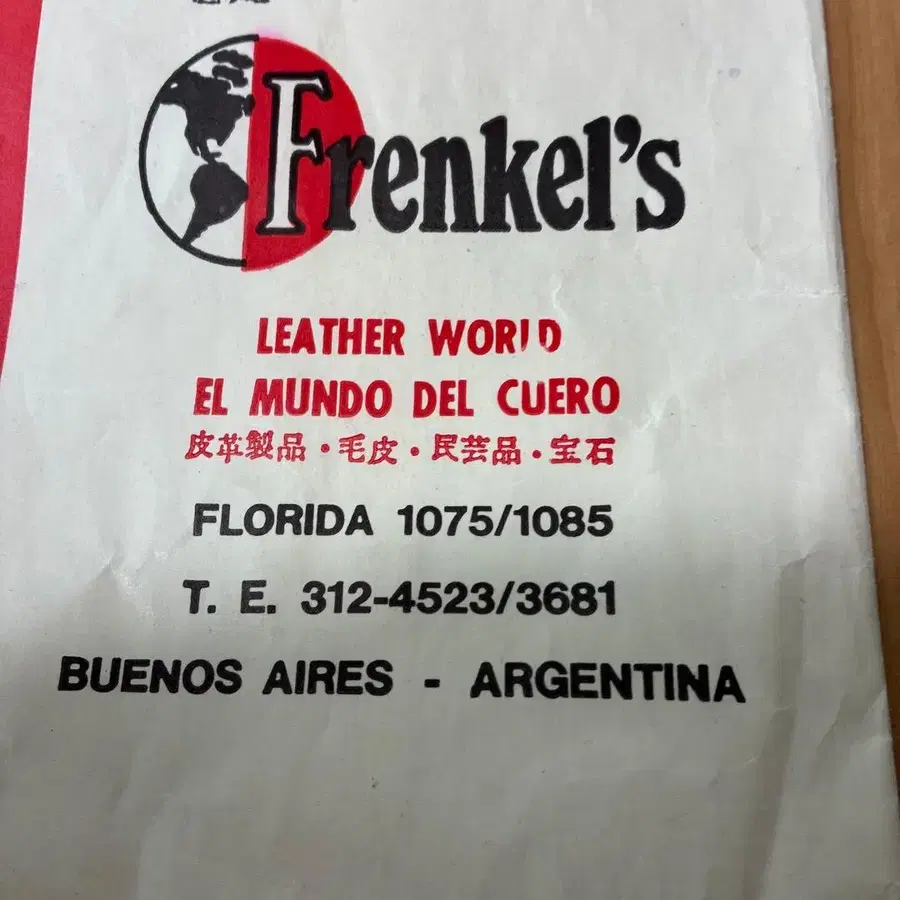 Frenkel's
LEATHER WORLD
EL MUNDO DEL CUERO
皮革製品・毛皮・民芸品・宝石
FLORIDA 1075/1085
T. E. 312-4523/3681
BUENOS AIRES - ARGENTINA